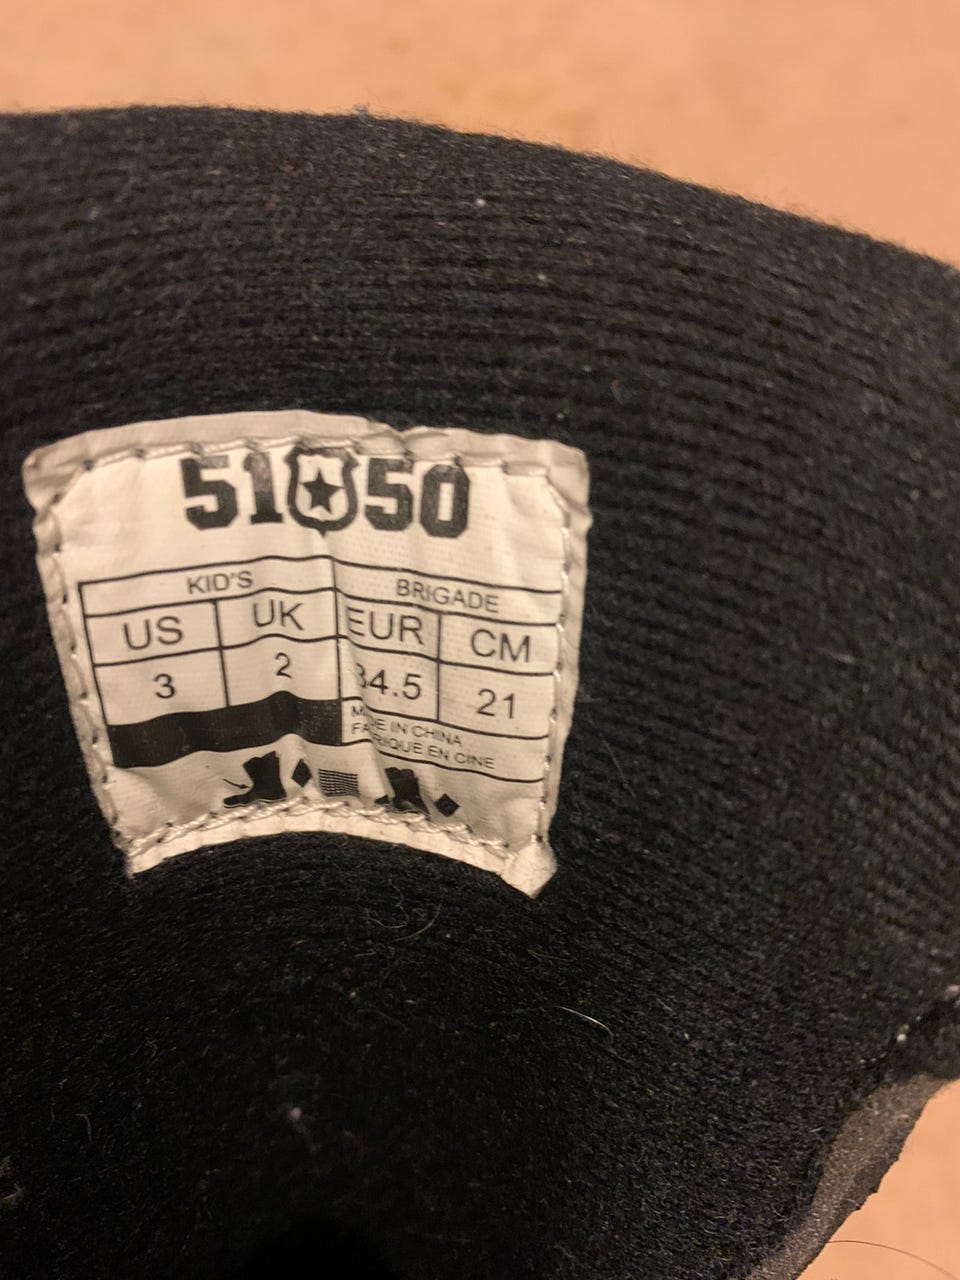 51 50
KID'S BRIGADE
US UK EUR CM
3 2 34.5 21
MADE IN CHINA
FABRIQUE EN CINE